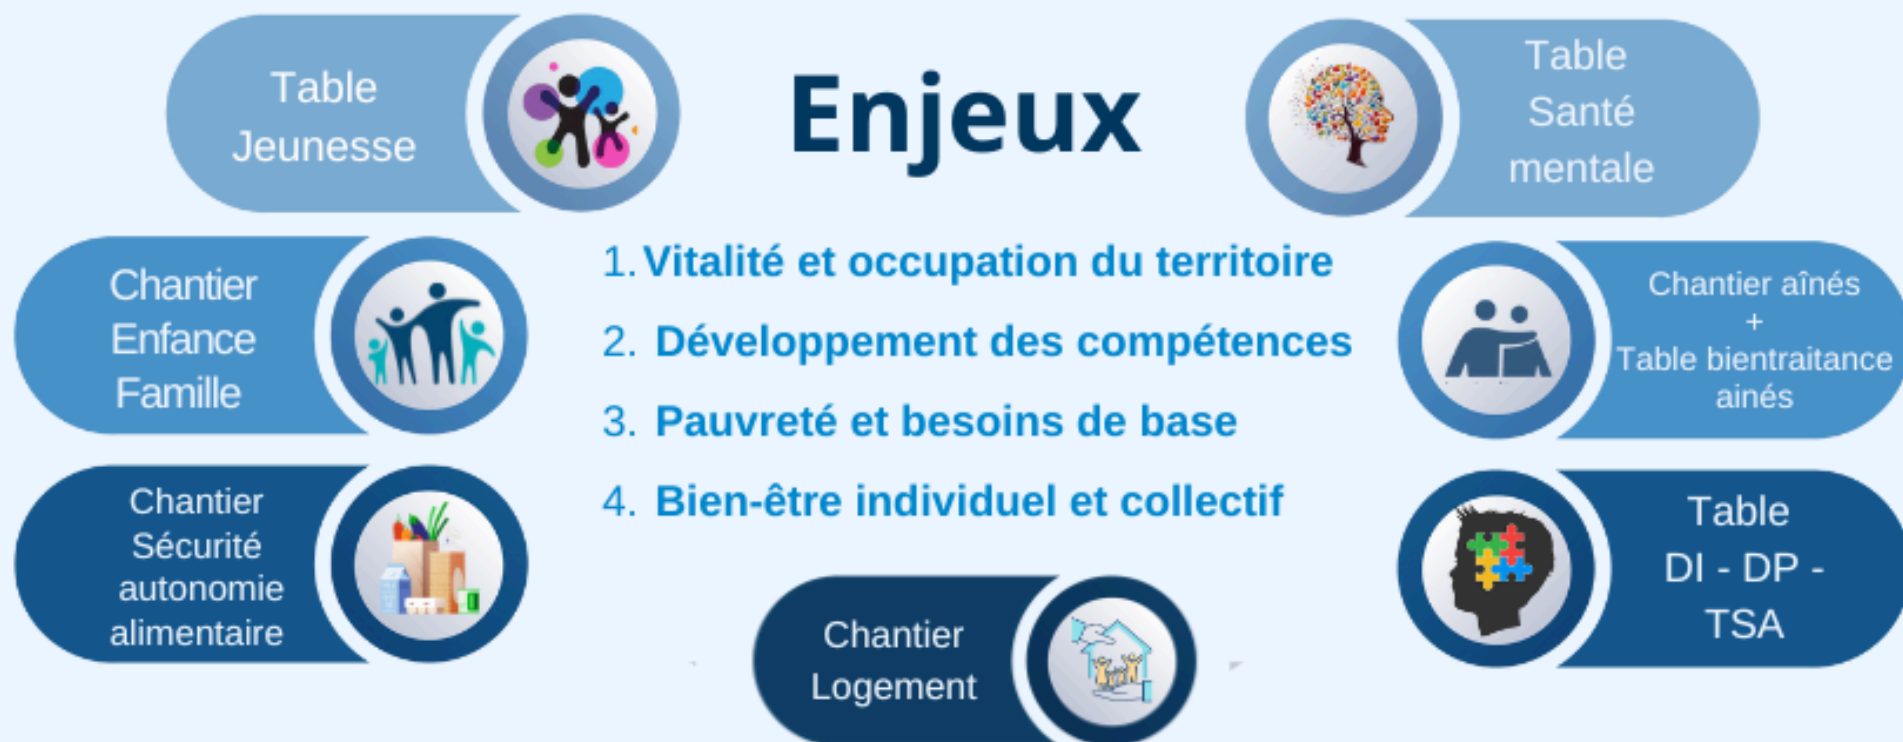 Table
Jeunesse
Enjeux
Table
Santé
mentale
Chantier
Enfance
Famille
1. Vitalité et occupation du territoire
2. Développement des compétences
3. Pauvreté et besoins de base
4. Bien-être individuel et collectif
Chantier aînés
+
Table bientraitance
ainés
Chantier
Sécurité
autonomie
alimentaire
Chantier
Logement
Table
DI - DP -
TSA